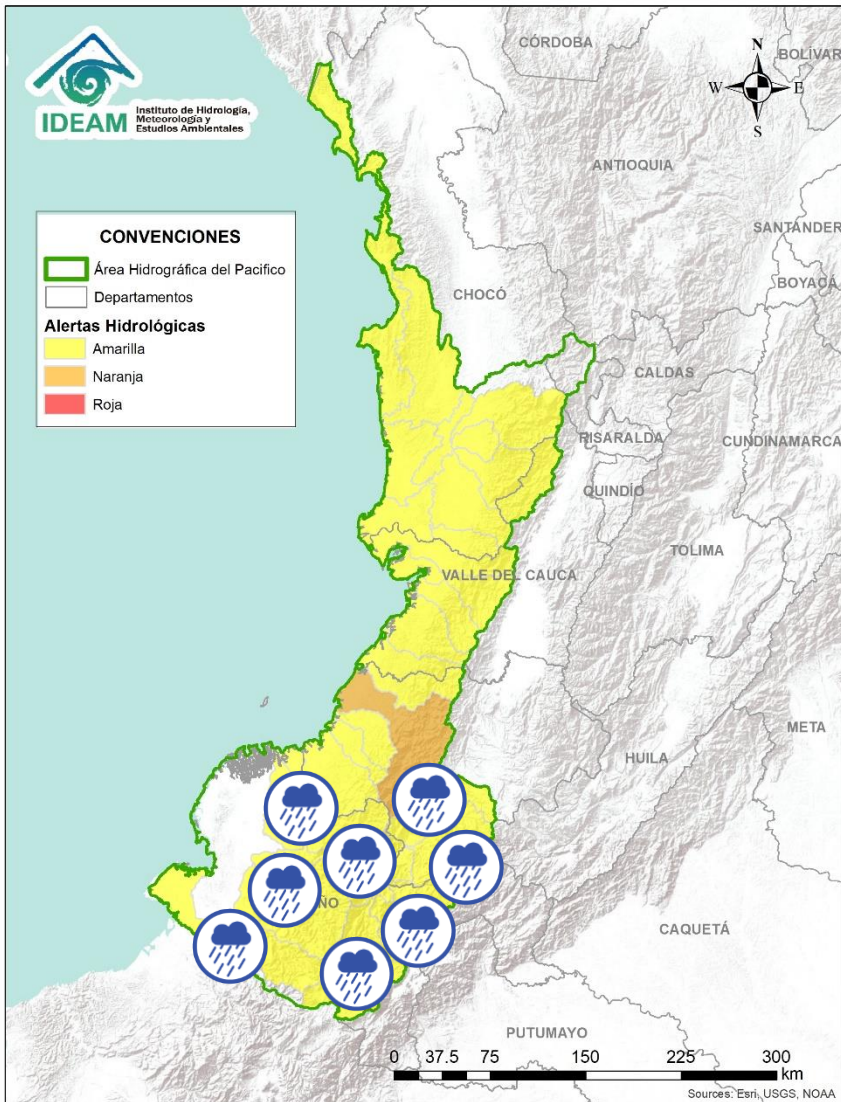 IDEAM
Instituto de Hidrología,
Meteorología y
Estudios Ambientales
CÓRDOBA
BOLÍVAR
N
W
E
S
ANTIOQUIA
SANTANDER
BOYACÁ
CONVENCIONES
Área Hidrográfica del Pacifico
Departamentos
Alertas Hidrológicas
Amarilla
Naranja
Roja
CHOCÓ
CALDAS
RISARALDA
CUNDINAMARCA
QUINDÍO
TOLIMA
VALLE DEL CAUCA
META
HUILA
ÑO
CAQUETÁ
PUTUMAYO
0 37.5 75 150 225 300
km
Sources: Esri, USGS, NOAA